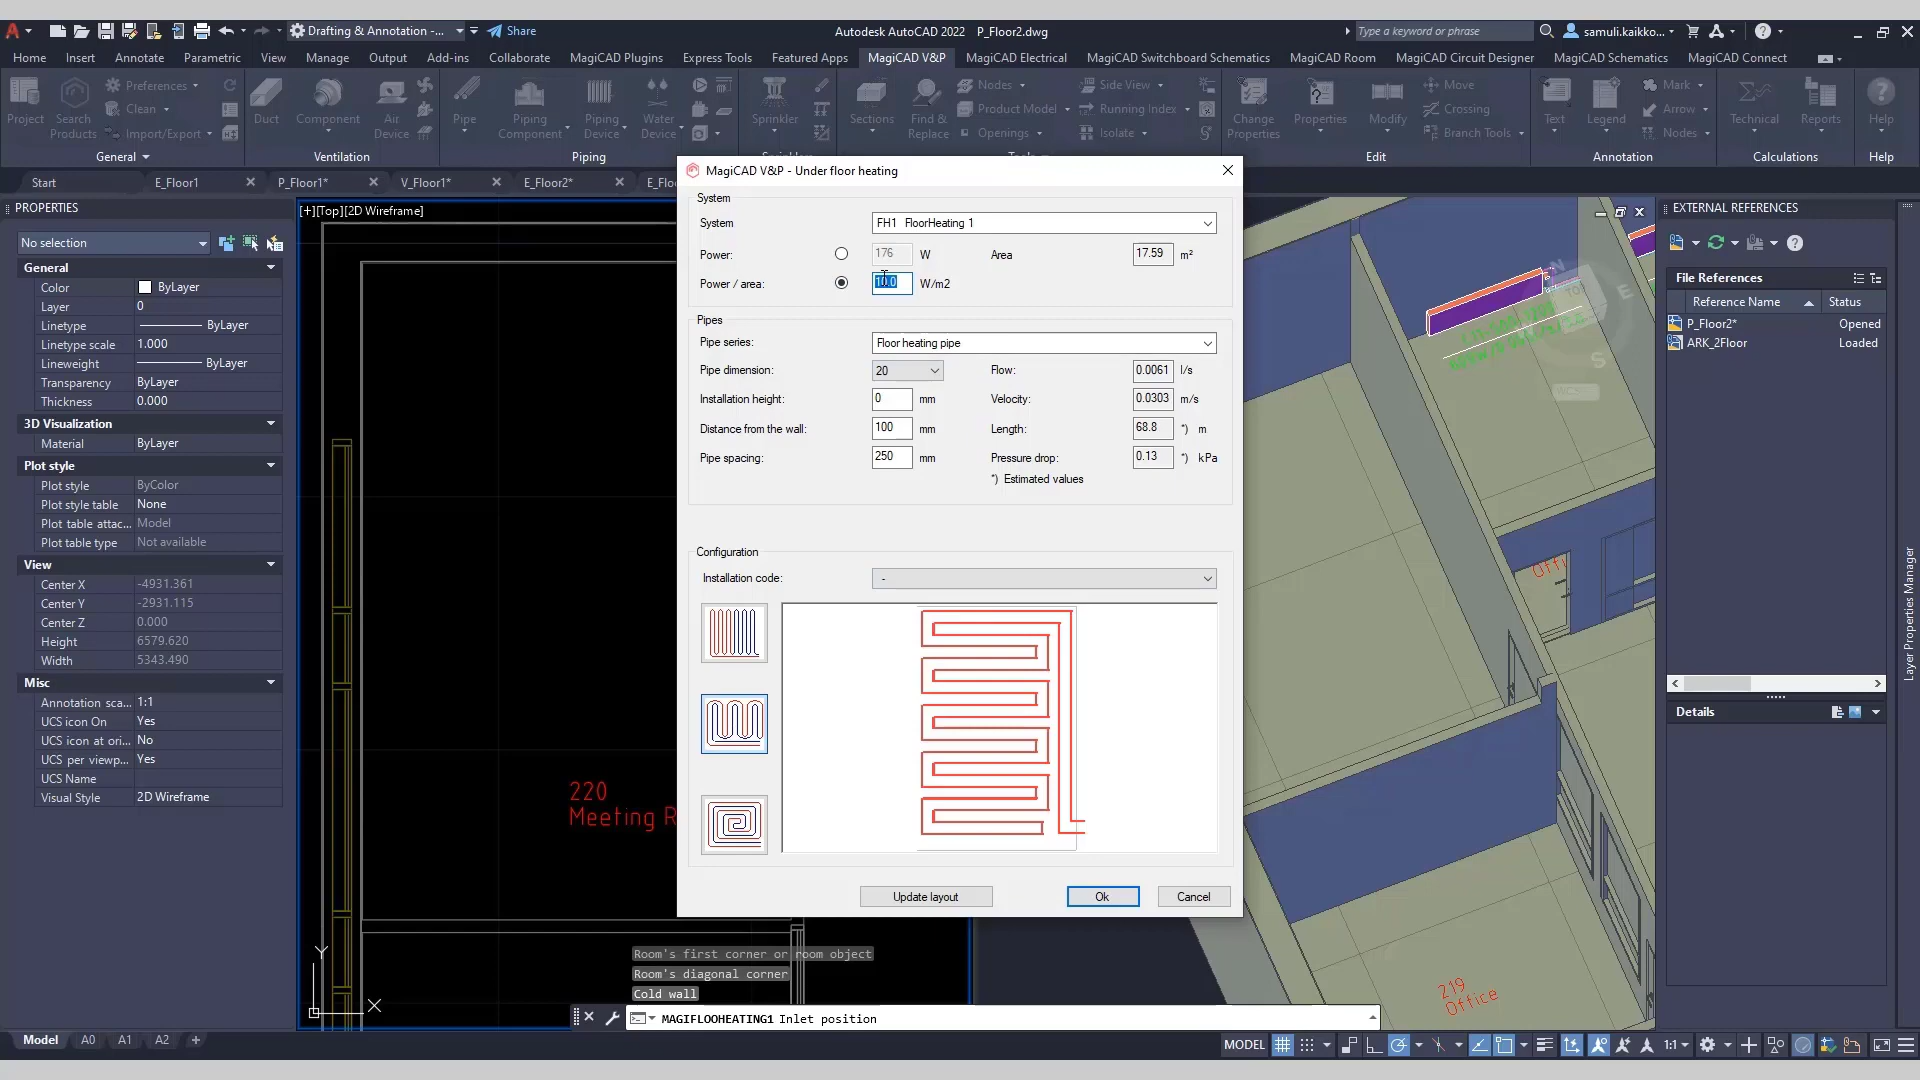 Drafting & Annotation -...
Share
Autodesk AutoCAD 2022 P_Floor2.dwg
Type a keyword or phrase
samuli.kaikko...
Home Insert Annotate Parametric View Manage Output Add-ins Collaborate MagiCAD Plugins Express Tools Featured Apps MagiCAD V&P MagiCAD Electrical MagiCAD Switchboard Schematics MagiCAD Room MagiCAD Circuit Designer MagiCAD Schematics MagiCAD Connect
Project
Search Products
Preferences
Clean
Import/Export
Duct
Component
Air Device
Pipe
Piping Component
Piping Device
Water Device
Sprinkler
Sections
Find & Replace
Nodes
Product Model
Openings
Side View
Running Index
Isolate
Change Properties
Properties
Modify
Move
Crossing
Branch Tools
Text
Legend
Mark
Arrow
Nodes
Technical
Reports
Help
General
Ventilation
Piping
Edit
Annotation
Calculations
Help
Start
E_Floor1
P_Floor1*
V_Floor1*
E_Floor2*
PROPERTIES
No selection
General
Color ByLayer
Layer 0
Linetype ByLayer
Linetype scale 1.000
Lineweight ByLayer
Transparency ByLayer
Thickness 0.000
3D Visualization
Material ByLayer
Plot style
Plot style ByColor
Plot style table None
Plot table attac... Model
Plot table type Not available
View
Center X -4931.361
Center Y -2931.115
Center Z 0.000
Height 6579.620
Width 5343.490
Misc
Annotation sca... 1:1
UCS icon On Yes
UCS icon at ori... No
UCS per viewp... Yes
UCS Name
Visual Style 2D Wireframe
[+][Top][2D Wireframe]
220
Meeting R
Y
X
MagiCAD V&P - Under floor heating
System
System FH1 FloorHeating 1
Power: 176 W Area 17.59 m²
Power / area: 10.0 W/m2
Pipes
Pipe series: Floor heating pipe
Pipe dimension: 20 Flow: 0.0061 l/s
Installation height: 0 mm Velocity: 0.0303 m/s
Distance from the wall: 100 mm Length: 68.8 *) m
Pipe spacing: 250 mm Pressure drop: 0.13 *) kPa
*) Estimated values
Configuration
Installation code: -
Update layout
Ok
Cancel
Room's first corner or room object
Room's diagonal corner
Cold wall
MAGIFLOOHEATING1 Inlet position
N
TOP
E
S
WCS
Offi
219
Office
EXTERNAL REFERENCES
File References
Reference Name Status
P_Floor2* Opened
ARK_2Floor Loaded
Details
Layer Properties Manager
Model A0 A1 A2 +
MODEL
1:1